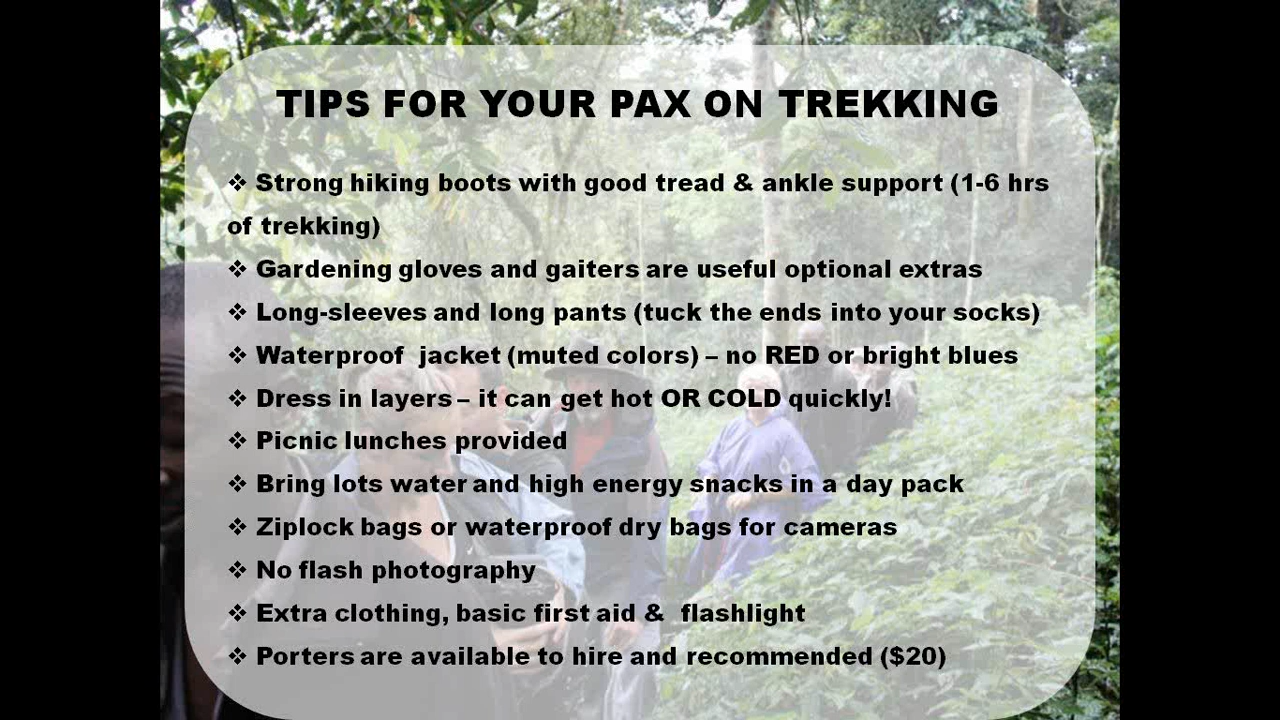 TIPS FOR YOUR PAX ON TREKKING
❖ Strong hiking boots with good tread & ankle support (1-6 hrs
of trekking)
❖ Gardening gloves and gaiters are useful optional extras
❖ Long-sleeves and long pants (tuck the ends into your socks)
❖ Waterproof jacket (muted colors) – no RED or bright blues
❖ Dress in layers – it can get hot OR COLD quickly!
❖ Picnic lunches provided
❖ Bring lots water and high energy snacks in a day pack
❖ Ziplock bags or waterproof dry bags for cameras
❖ No flash photography
❖ Extra clothing, basic first aid & flashlight
❖ Porters are available to hire and recommended ($20)